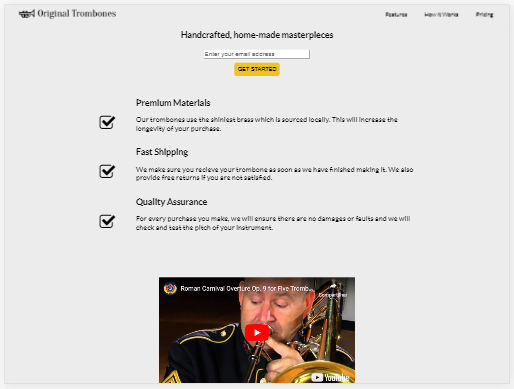 Original Trombones
Features How It Works Pricing
Handcrafted, home-made masterpieces
Enter your email address
GET STARTED
Premium Materials
Our trombones use the shiniest brass which is sourced locally. This will increase the
longevity of your purchase.
Fast Shipping
We make sure you recieve your trombone as soon as we have finished making it. We also
provide free returns if you are not satisfied.
Quality Assurance
For every purchase you make, we will ensure there are no damages or faults and we will
check and test the pitch of your instrument.
Roman Carnival Overture Op. 9 for Five Tromb...
Compartilhar
YouTube